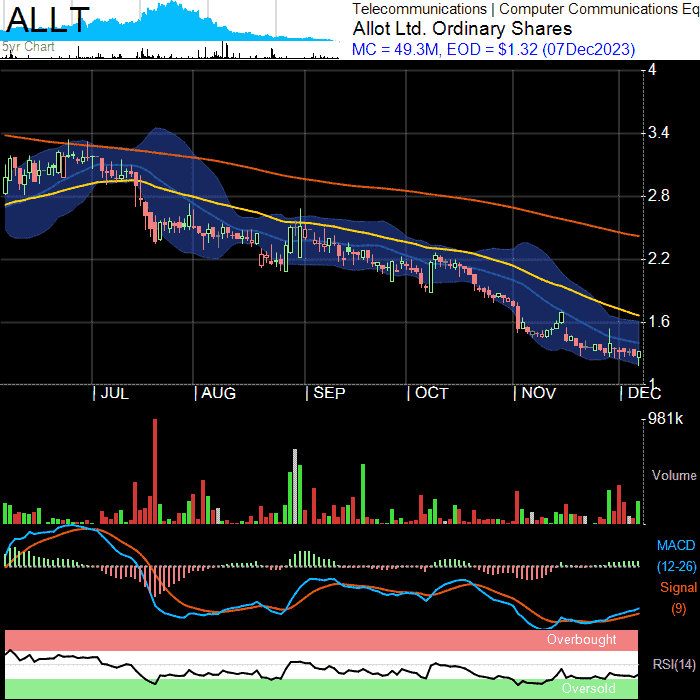 ALLT
5yr Chart
Telecommunications | Computer Communications Eq
Allot Ltd. Ordinary Shares
MC = 49.3M, EOD = $1.32 (07Dec2023)
4
3.4
2.8
2.2
1.6
1
| JUL | AUG | SEP | OCT | NOV | DEC
981k
Volume
MACD
(12-26)
Signal
(9)
Overbought
RSI(14)
Oversold